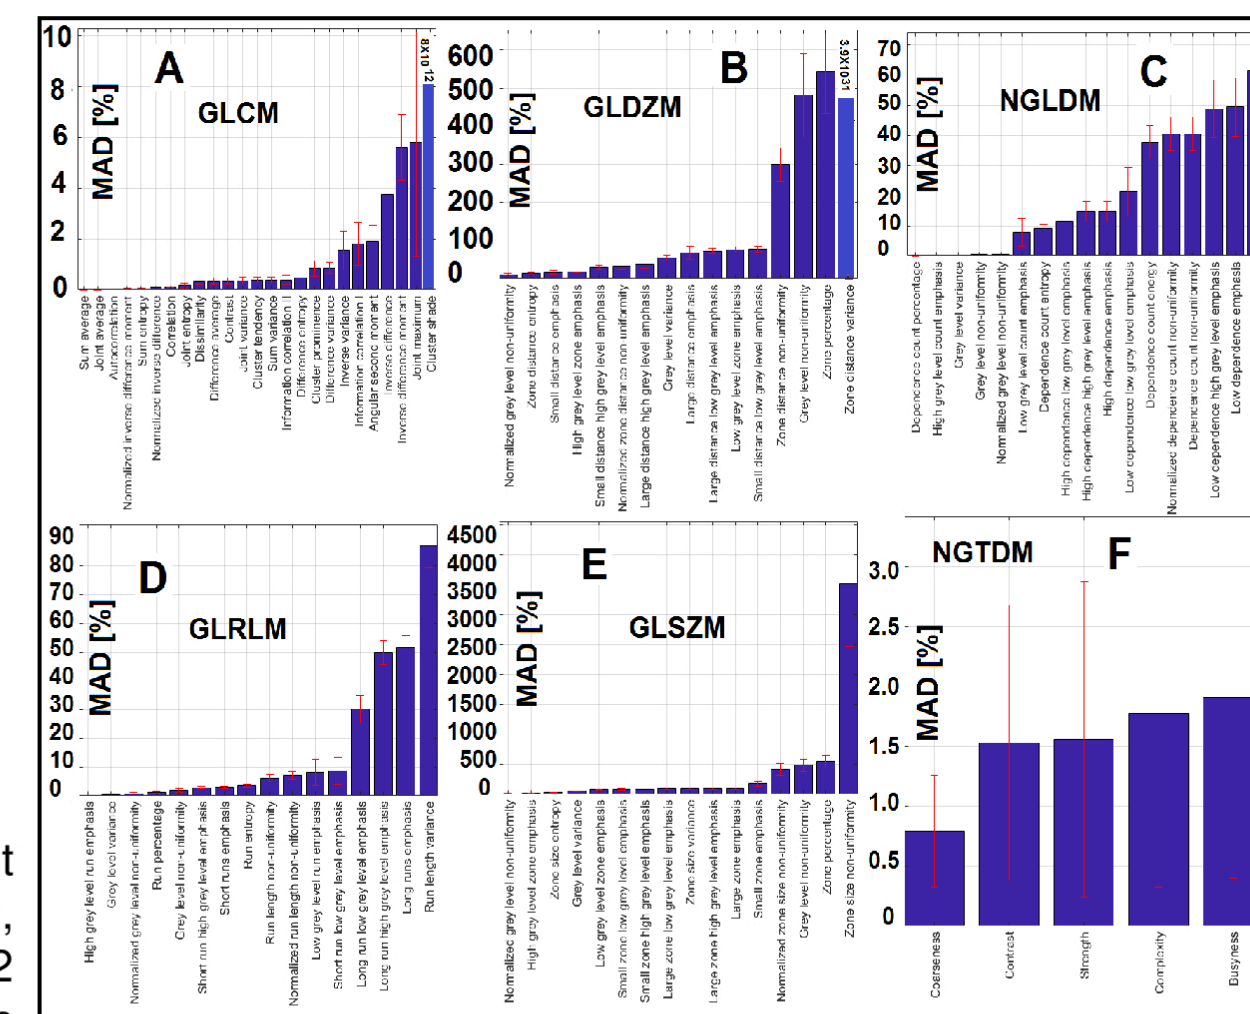 A
GLCM
MAD [%]
10
8
6
4
2
0
8X10 12
Sum average
Joint average
Autocorrelation
Normalized inverse difference moment
Sum entropy
Normalized inverse difference
Correlation
Joint entropy
Dissimilarity
Difference average
Contrast
Joint variance
Cluster tendency
Sum variance
Information correlation II
Difference entropy
Cluster prominence
Difference variance
Inverse variance
Information correlation I
Angular second moment
Inverse difference
Inverse difference moment
Joint maximum
Cluster shade
B
GLDZM
MAD [%]
600
500
400
300
200
100
0
3.9X1031
Normalized grey level non-uniformity
Zone distance entropy
Small distance emphasis
High grey level zone emphasis
Small distance high grey level emphasis
Normalized zone distance non-uniformity
Large distance high grey level emphasis
Grey level variance
Large distance emphasis
Large distance low grey level emphasis
Low grey level zone emphasis
Small distance low grey level emphasis
Zone distance non-uniformity
Grey level non-uniformity
Zone percentage
Zone distance variance
C
NGLDM
MAD [%]
70
60
50
40
30
20
10
0
Dependence count percentage
High grey level count emphasis
Grey level variance
Grey level non-uniformity
Normalized grey level non-uniformity
Low grey level count emphasis
Dependence count entropy
High dependence low grey level emphasis
High dependence high grey level emphasis
High dependence emphasis
Low dependence low grey level emphasis
Dependence count energy
Normalized dependence count non-uniformity
Dependence count non-uniformity
Low dependence high grey level emphasis
Low dependence emphasis
D
GLRLM
MAD [%]
90
80
70
60
50
40
30
20
10
0
High grey level run emphasis
Grey level variance
Normalized grey level non-uniformity
Run percentage
Grey level non-uniformity
Short run high grey level emphasis
Short runs emphasis
Run entropy
Run length non-uniformity
Normalized run length non-uniformity
Low grey level run emphasis
Short run low grey level emphasis
Long run low grey level emphasis
Long run high grey level emphasis
Long runs emphasis
Run length variance
E
GLSZM
MAD [%]
4500
4000
3500
3000
2500
2000
1500
1000
500
0
Normalized grey level non-uniformity
High grey level zone emphasis
Zone size entropy
Grey level variance
Low grey level zone emphasis
Small zone low grey level emphasis
Small zone high grey level emphasis
Large zone low grey level emphasis
Zone size variance
Large zone high grey level emphasis
Large zone emphasis
Small zone emphasis
Normalized zone size non-uniformity
Grey level non-uniformity
Zone percentage
Zone size non-uniformity
NGTDM
F
MAD [%]
3.0
2.5
2.0
1.5
1.0
0.5
0
Coarseness
Contrast
Strength
Complexity
Busyness
t
,
2